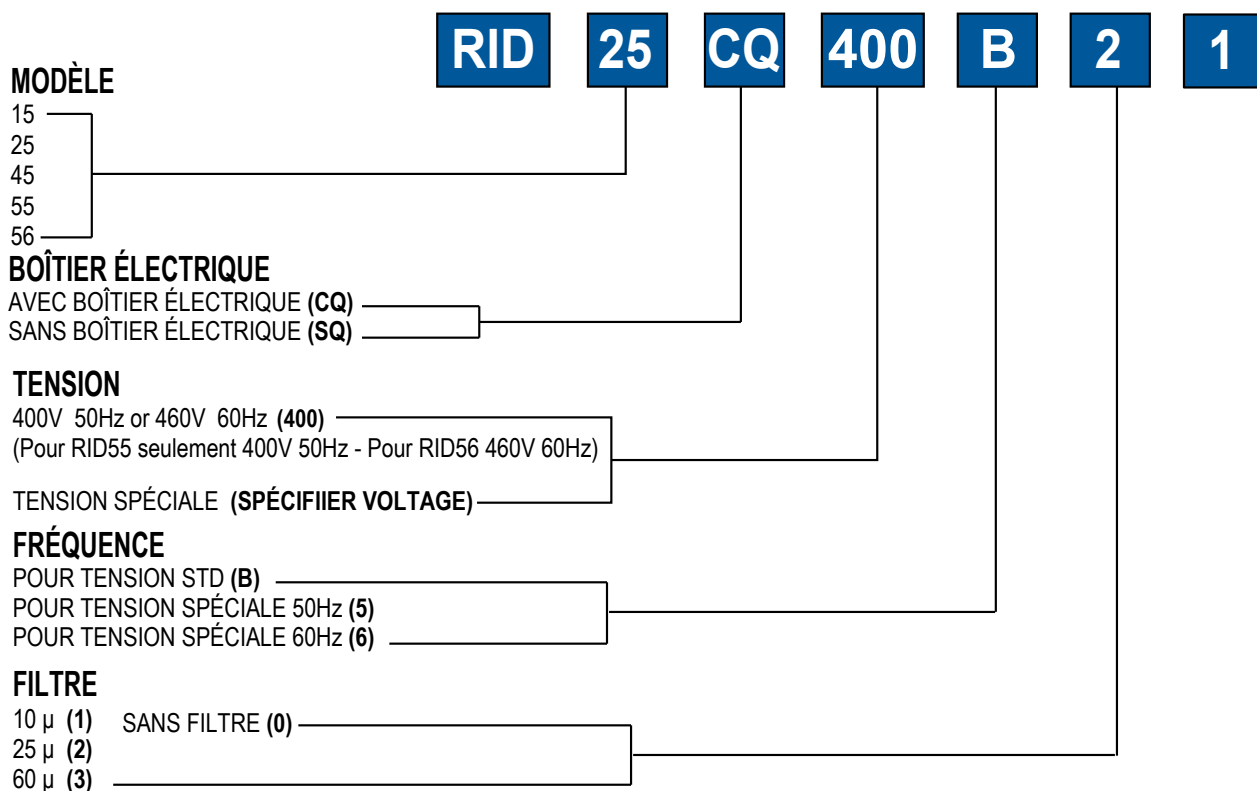 RID 25 CQ 400 B 2 1
MODÈLE
15
25
45
55
56
BOÎTIER ÉLECTRIQUE
AVEC BOÎTIER ÉLECTRIQUE (CQ)
SANS BOÎTIER ÉLECTRIQUE (SQ)
TENSION
400V 50Hz or 460V 60Hz (400)
(Pour RID55 seulement 400V 50Hz - Pour RID56 460V 60Hz)
TENSION SPÉCIALE (SPÉCIFIIER VOLTAGE)
FRÉQUENCE
POUR TENSION STD (B)
POUR TENSION SPÉCIALE 50Hz (5)
POUR TENSION SPÉCIALE 60Hz (6)
FILTRE
10 µ (1) SANS FILTRE (0)
25 µ (2)
60 µ (3)